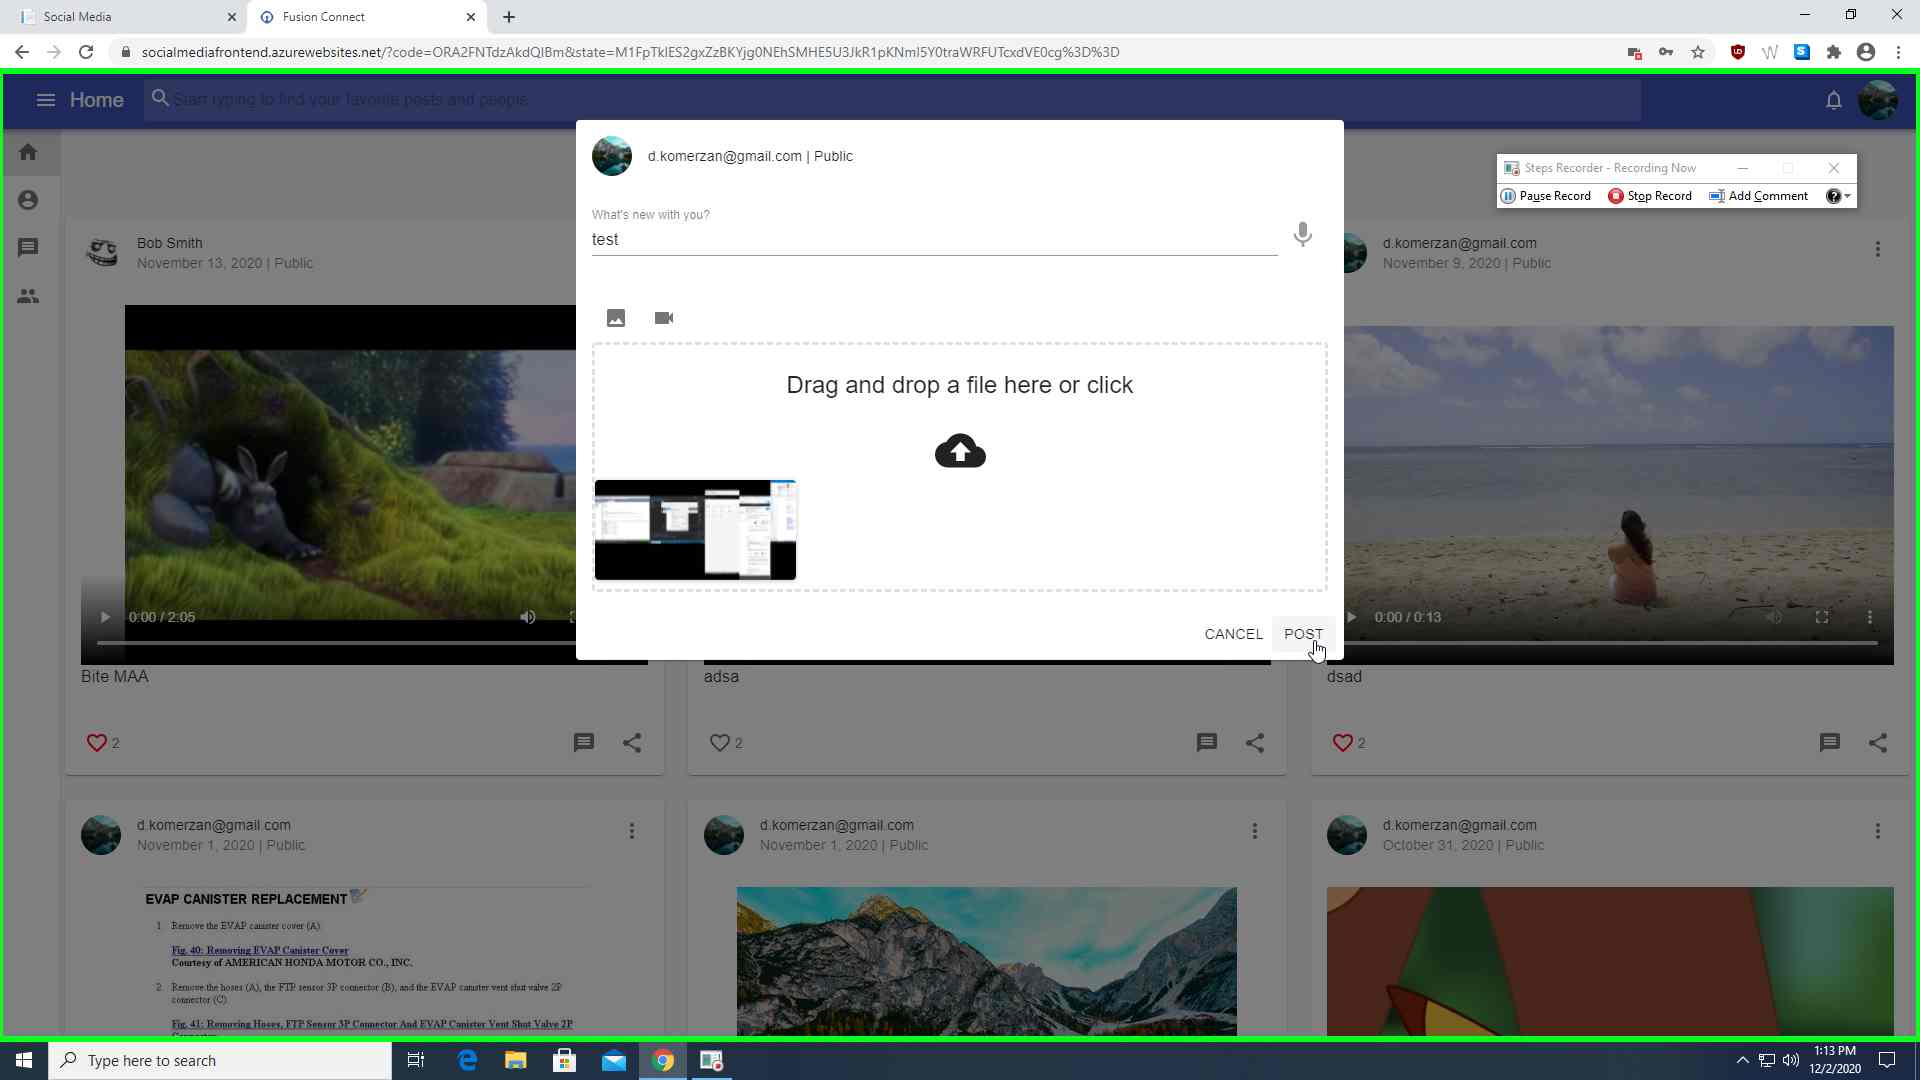 Social Media
Fusion Connect
socialmediafrontend.azurewebsites.net/?code=ORA2FNTdzAkdQIBm&state=M1FpTklES2gxZzBKYjg0NEhSMHE5U3JkR1pKNml5Y0traWRFUTcxdVE0cg%3D%3D
Home
Start typing to find your favorite posts and people
d.komerzan@gmail.com | Public
Steps Recorder - Recording Now
Pause Record
Stop Record
Add Comment
What's new with you?
test
Bob Smith
November 13, 2020 | Public
d.komerzan@gmail.com
November 9, 2020 | Public
Drag and drop a file here or click
0:00 / 2:05
0:00 / 0:13
CANCEL
POST
Bite MAA
adsa
dsad
2
2
2
d.komerzan@gmail.com
November 1, 2020 | Public
d.komerzan@gmail.com
November 1, 2020 | Public
d.komerzan@gmail.com
October 31, 2020 | Public
EVAP CANISTER REPLACEMENT
1. Remove the EVAP canister cover (A).
Fig. 40: Removing EVAP Canister Cover
Courtesy of AMERICAN HONDA MOTOR CO., INC.
2. Remove the hoses (A), the FTP sensor 3P connector (B), and the EVAP canister vent shut valve 2P
connector (C).
Fig. 41: Removing Hoses, FTP Sensor 3P Connector And EVAP Canister Vent Shut Valve 2P
Type here to search
1:13 PM
12/2/2020